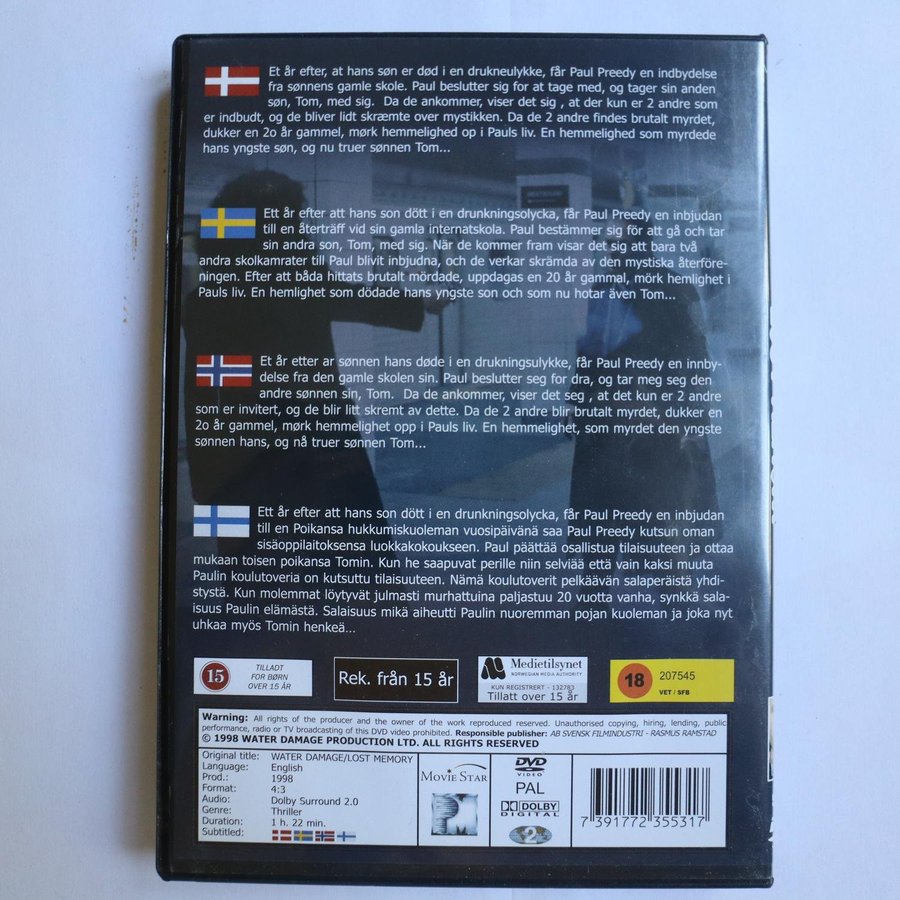 Et år efter, at hans søn er død i en drukneulykke, får Paul Preedy en indbydelse
fra sønnens gamle skole. Paul beslutter sig for at tage med, og tager sin anden
søn, Tom, med sig. Da de ankommer, viser det sig , at der kun er 2 andre som
er indbudt, og de bliver lidt skræmte over mystikken. Da de 2 andre findes brutalt myrdet,
dukker en 2o år gammel, mørk hemmelighed op i Pauls liv. En hemmelighed som myrdede
hans yngste søn, og nu truer sønnen Tom...
Ett år efter att hans son dött i en drunkningsolycka, får Paul Preedy en inbjudan
till en återträff vid sin gamla internatskola. Paul bestämmer sig för att gå och tar
sin andra son, Tom, med sig. När de kommer fram visar det sig att bara två
andra skolkamrater till Paul blivit inbjudna, och de verkar skrämda av den mystiska återföre-
ningen. Efter att båda hittats brutalt mördade, uppdagas en 20 år gammal, mörk hemlighet i
Pauls liv. En hemlighet som dödade hans yngste son och som nu hotar även Tom...
Et år etter ar sønnen hans døde i en drukningsulykke, får Paul Preedy en innby-
delse fra den gamle skolen sin. Paul beslutter seg for dra, og tar meg seg den
andre sønnen sin, Tom. Da de ankommer, viser det seg , at det kun er 2 andre
som er invitert, og de blir litt skremt av dette. Da de 2 andre blir brutalt myrdet, dukker en
2o år gammel, mørk hemmelighet opp i Pauls liv. En hemmelighet, som myrdet den yngste
sønnen hans, og nå truer sønnen Tom...
Ett år efter att hans son dött i en drunkningsolycka, får Paul Preedy en inbjudan
till en Poikansa hukkumiskuoleman vuosipäivänä saa Paul Preedy kutsun oman
sisäoppilaitoksensa luokkakokoukseen. Paul päättää osallistua tilaisuuteen ja ottaa
mukaan toisen poikansa Tomin. Kun he saapuvat perille niin selviää että vain kaksi muuta
Paulin koulutoveria on kutsuttu tilaisuuteen. Nämä koulutoverit pelkäävän salaperäistä yhdi-
stystä. Kun molemmat löytyvät julmasti murhattuina paljastuu 20 vuotta vanha, synkkä sala-
isuus Paulin elämästä. Salaisuus mikä aiheutti Paulin nuoremman pojan kuoleman ja joka nyt
uhkaa myös Tomin henkeä...
15 TILLADT
FOR BØRN
OVER 15 ÅR
Rek. från 15 år
Medietilsynet
NORWEGIAN MEDIA AUTHORITY
KUN REGISTRERT - 132783
Tillatt over 15 år
18 207545
VET / SFB
Warning: All rights of the producer and the owner of the work reproduced reserved. Unauthorised copying, hiring, lending, public
performance, radio or TV broadcasting of this DVD video prohibited. Responsible publisher: AB SVENSK FILMINDUSTRI - RASMUS RAMSTAD
© 1998 WATER DAMAGE PRODUCTION LTD. ALL RIGHTS RESERVED
Original title: WATER DAMAGE/LOST MEMORY
Language: English
Prod.: 1998
Format: 4:3
Audio: Dolby Surround 2.0
Genre: Thriller
Duration: 1 h. 22 min.
Subtitled:
MOVIE STAR
DVD
VIDEO
PAL
DOLBY
DIGITAL
2
7 391772 355317